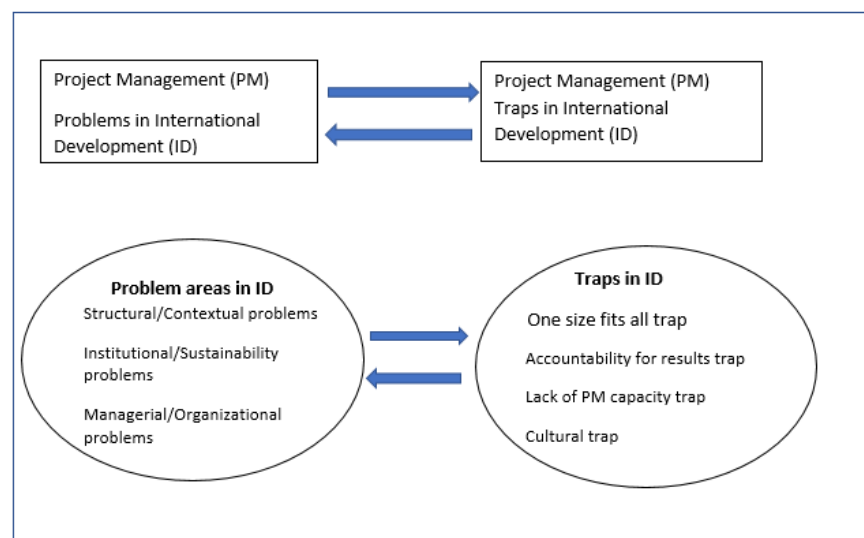 Project Management (PM)
Problems in International
Development (ID)
Project Management (PM)
Traps in International
Development (ID)
Problem areas in ID
Structural/Contextual problems
Institutional/Sustainability
problems
Managerial/Organizational
problems
Traps in ID
One size fits all trap
Accountability for results trap
Lack of PM capacity trap
Cultural trap